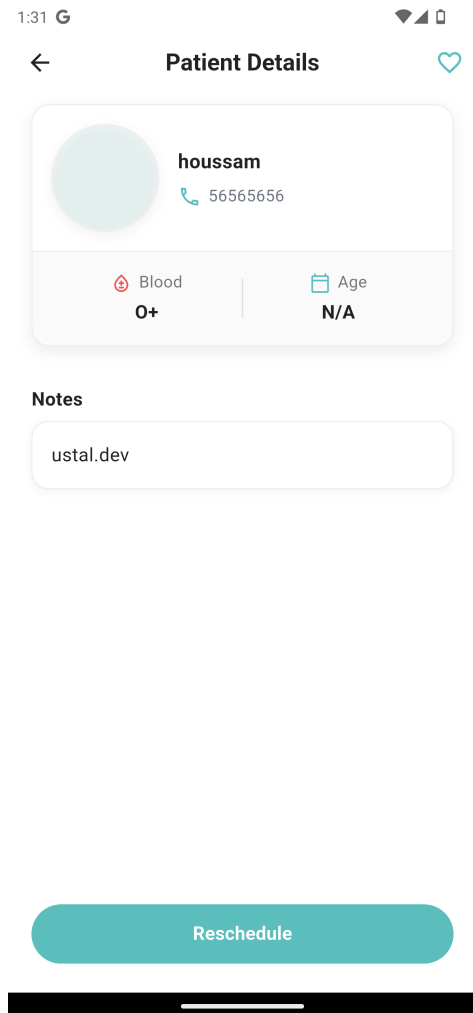 1:31 G
Patient Details
houssam
56565656
Blood
O+
Age
N/A
Notes
ustal.dev
Reschedule